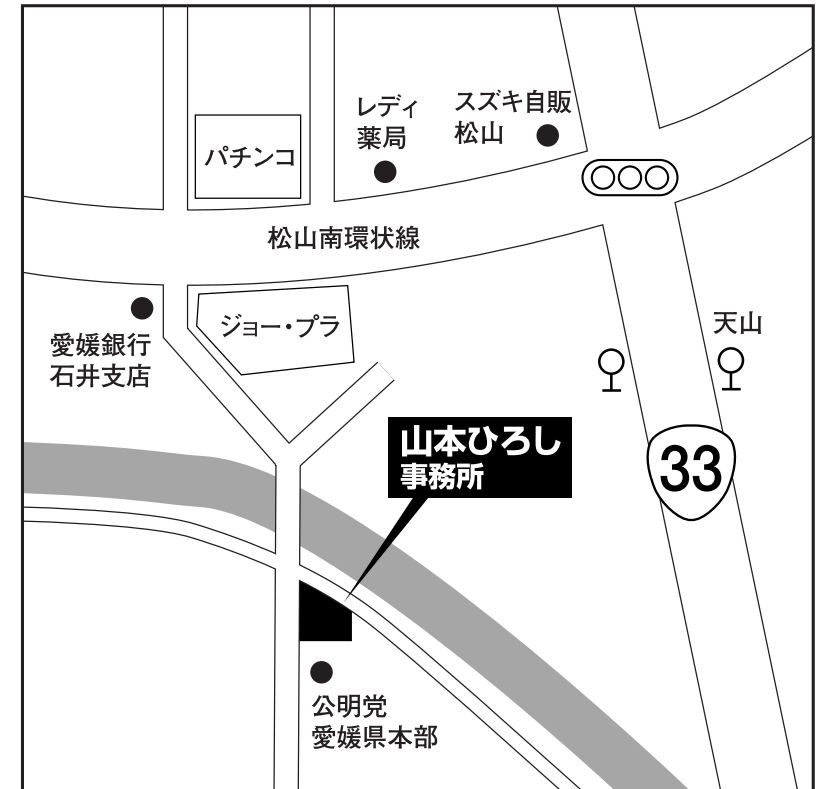 レディ
薬局
スズキ自販
松山
パチンコ
松山南環状線
愛媛銀行
石井支店
ジョー・プラ
天山
33
山本ひろし
事務所
公明党
愛媛県本部